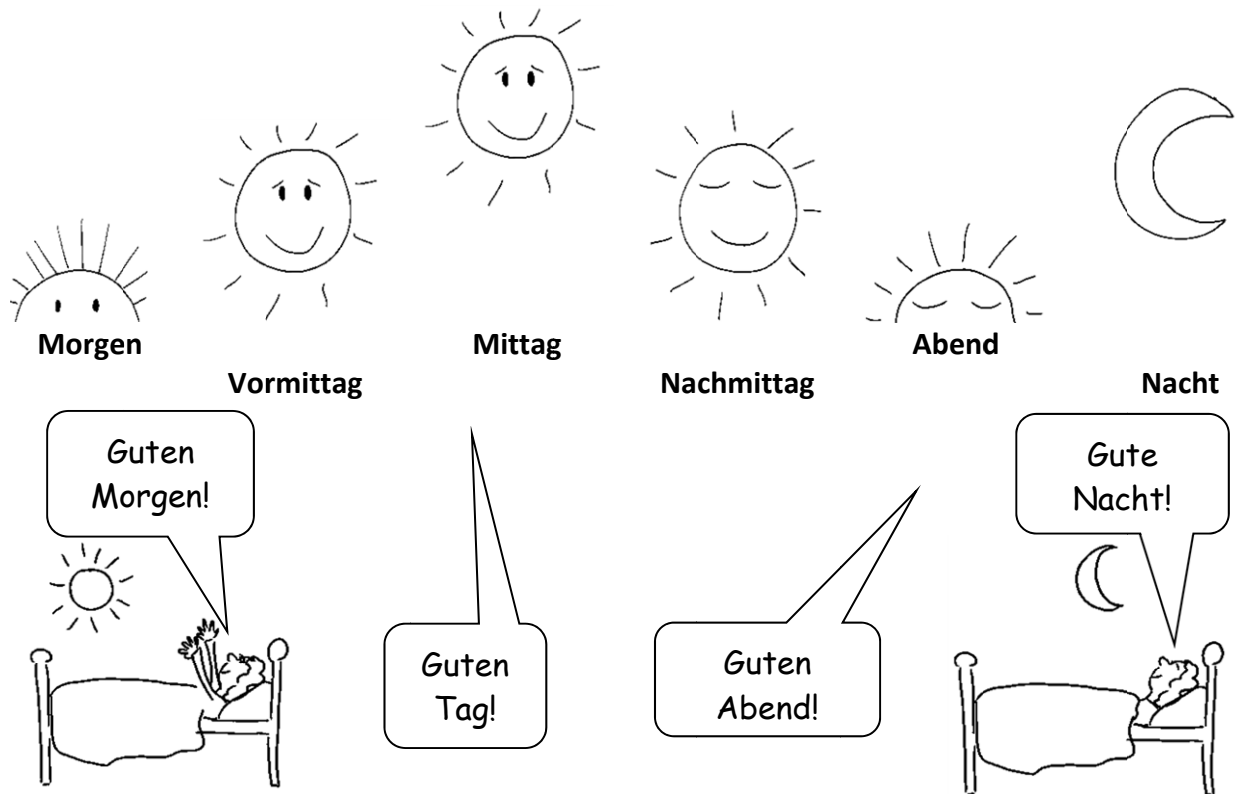 Morgen
Mittag
Abend
Vormittag
Nachmittag
Nacht
Guten
Morgen!
Gute
Nacht!
Guten
Tag!
Guten
Abend!